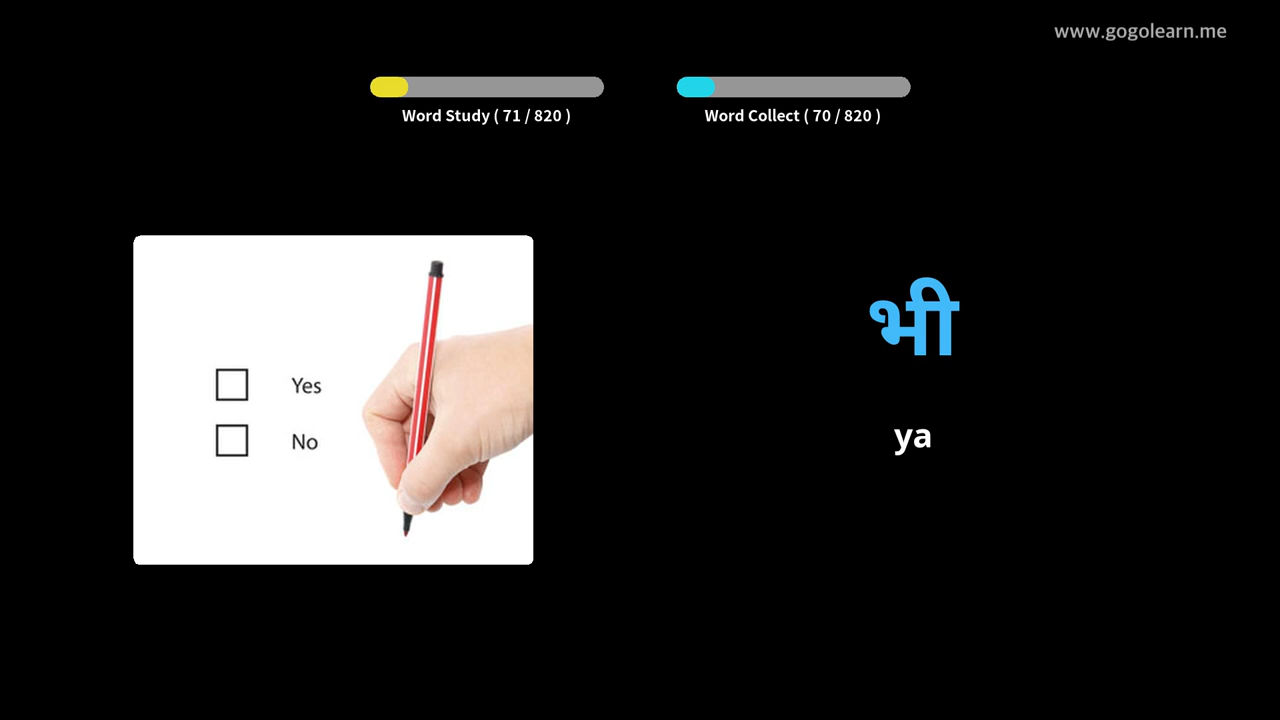 www.gogolearn.me
Word Study ( 71 / 820 )
Word Collect ( 70 / 820 )
Yes
No
भी
ya